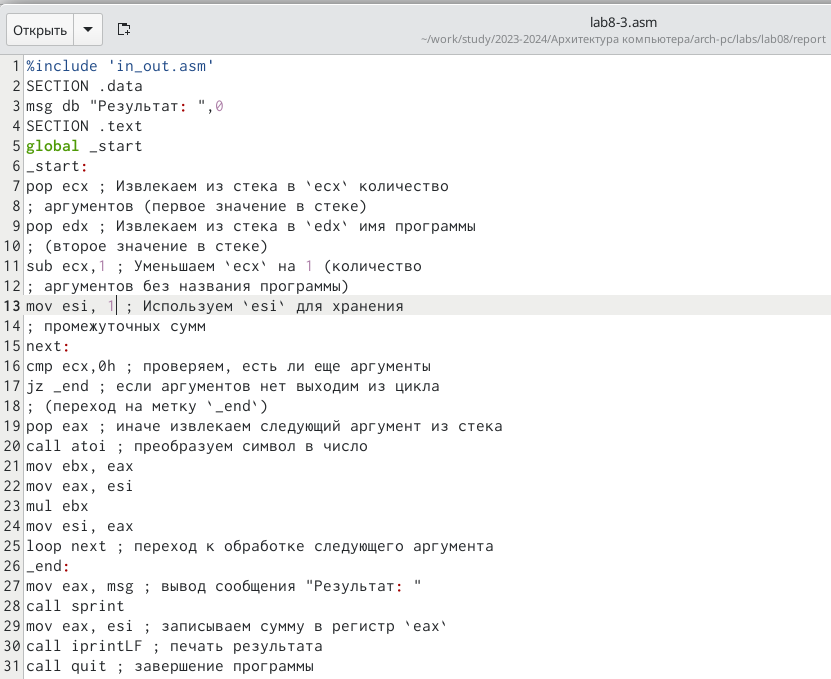 Открыть
lab8-3.asm
~/work/study/2023-2024/Архитектура компьютера/arch-pc/labs/lab08/report
1 %include 'in_out.asm'
2 SECTION .data
3 msg db "Результат: ",0
4 SECTION .text
5 global _start
6 _start:
7 pop ecx ; Извлекаем из стека в `ecx` количество
8 ; аргументов (первое значение в стеке)
9 pop edx ; Извлекаем из стека в `edx` имя программы
10 ; (второе значение в стеке)
11 sub ecx,1 ; Уменьшаем `ecx` на 1 (количество
12 ; аргументов без названия программы)
13 mov esi, 1 ; Используем `esi` для хранения
14 ; промежуточных сумм
15 next:
16 cmp ecx,0h ; проверяем, есть ли еще аргументы
17 jz _end ; если аргументов нет выходим из цикла
18 ; (переход на метку `_end`)
19 pop eax ; иначе извлекаем следующий аргумент из стека
20 call atoi ; преобразуем символ в число
21 mov ebx, eax
22 mov eax, esi
23 mul ebx
24 mov esi, eax
25 loop next ; переход к обработке следующего аргумента
26 _end:
27 mov eax, msg ; вывод сообщения "Результат: "
28 call sprint
29 mov eax, esi ; записываем сумму в регистр `eax`
30 call iprintLF ; печать результата
31 call quit ; завершение программы